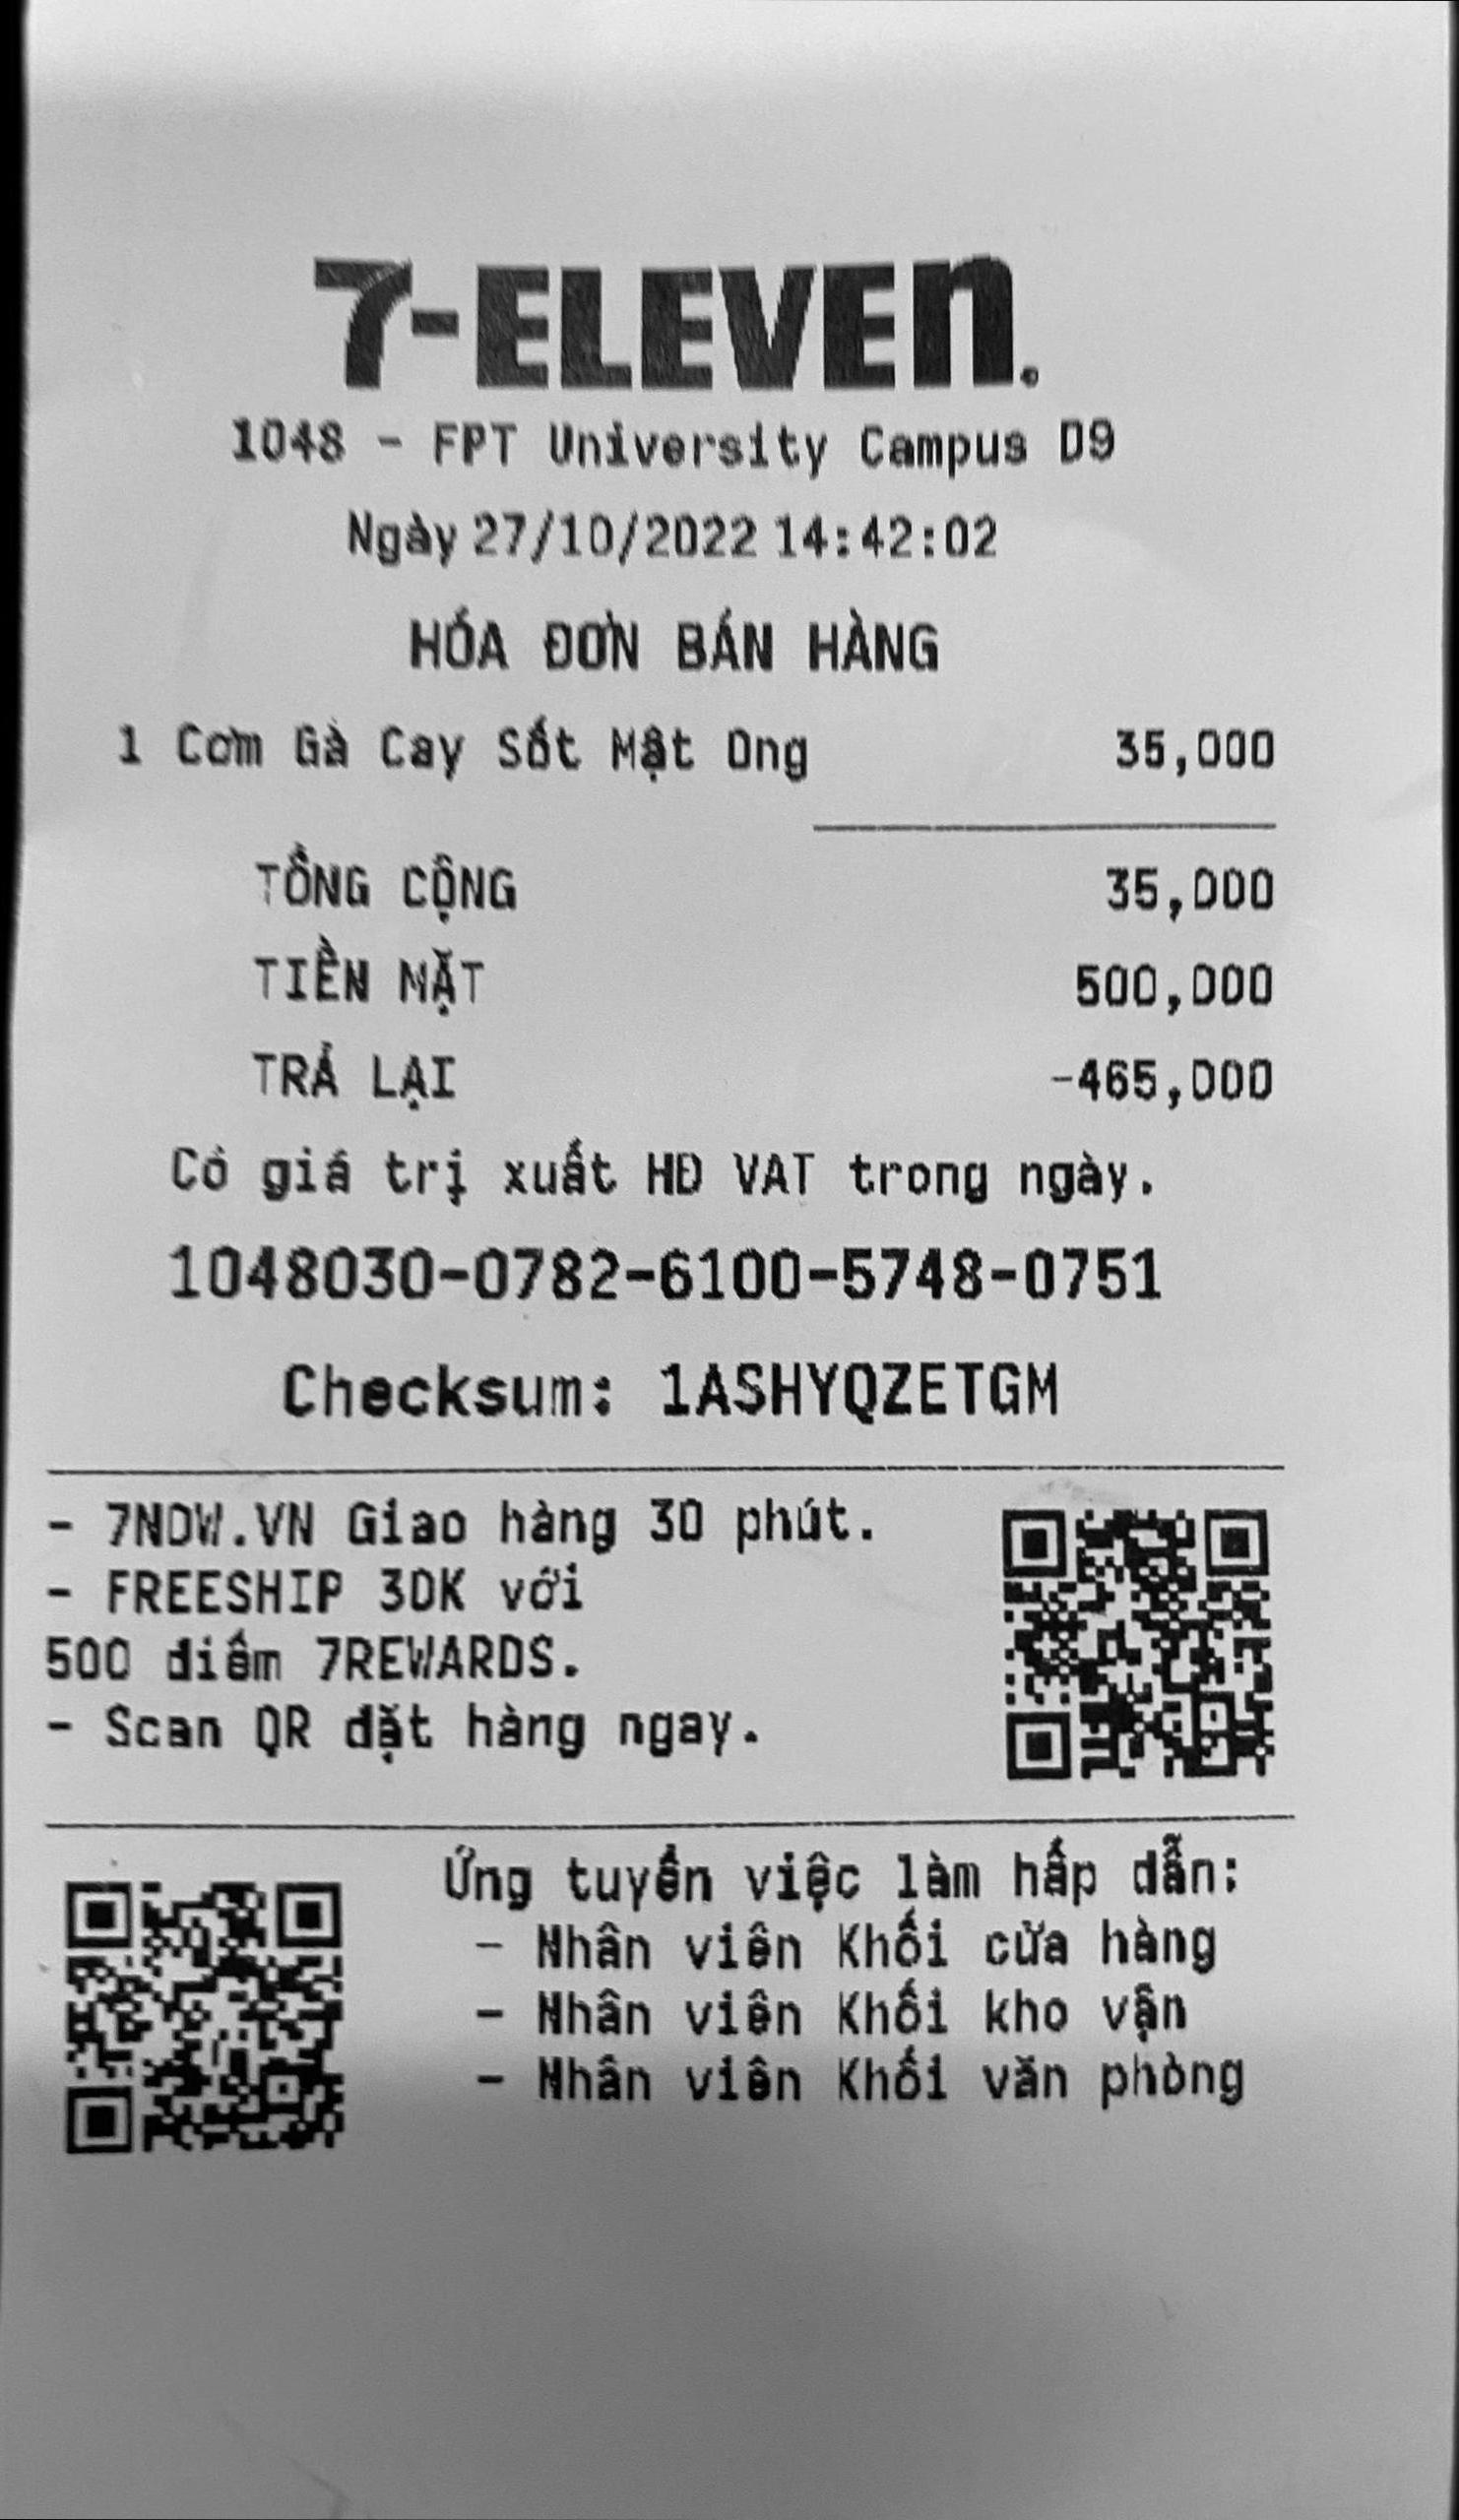 7-ELEVEn
1048 - FPT University Campus D9
Ngày 27/10/2022 14:42:02
HÓA ĐƠN BÁN HÀNG
1 Cơm Gà Cay Sốt Mật Ong 35,000
TỔNG CỘNG 35,000
TIỀN MẶT 500,000
TRẢ LẠI -465,000
Có giá trị xuất HĐ VAT trong ngày.
1048030-0782-6100-5748-0751
Checksum: 1ASHYQZETGM
- 7NOW.VN Giao hàng 30 phút.
- FREESHIP 30K với
500 điểm 7REWARDS.
- Scan QR đặt hàng ngay.
Ứng tuyển việc làm hấp dẫn:
- Nhân viên Khối cửa hàng
- Nhân viên Khối kho vận
- Nhân viên Khối văn phòng